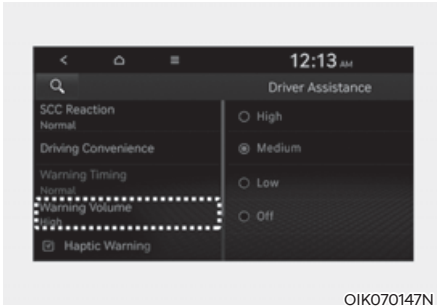 12:13 AM
Driver Assistance
SCC Reaction
Normal
Driving Convenience
Warning Timing
Normal
Warning Volume
High
Haptic Warning
High
Medium
Low
Off
OIK070147N